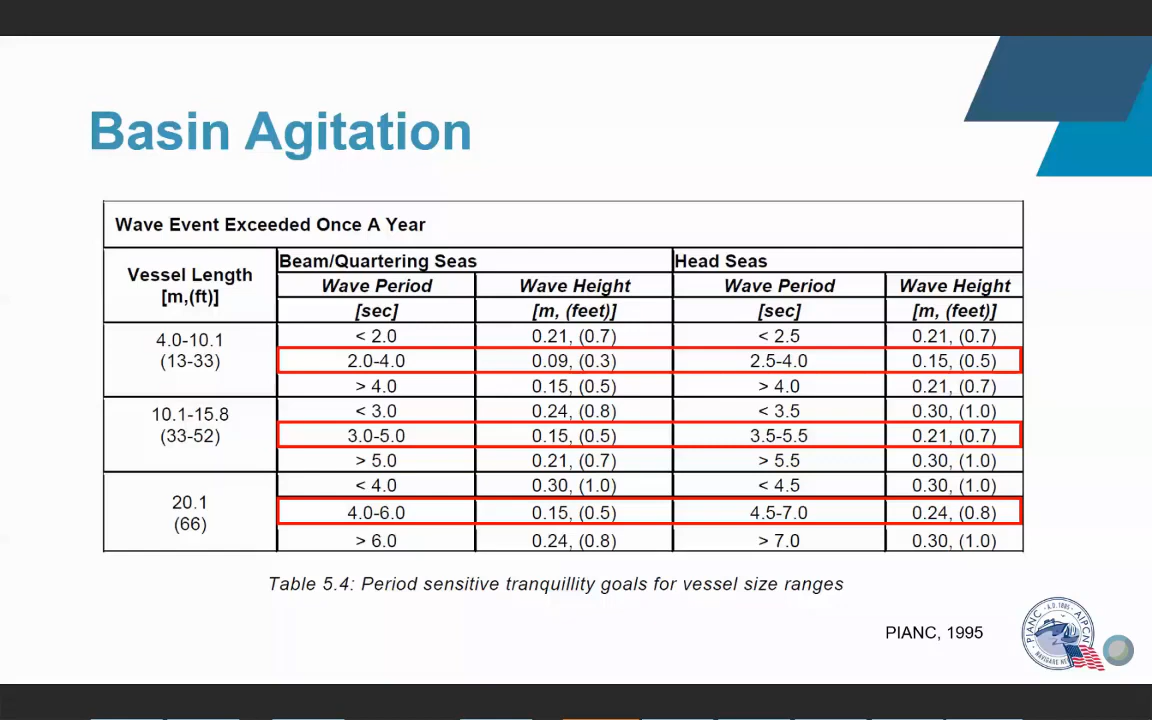 Basin Agitation
Wave Event Exceeded Once A Year
Vessel Length
[m,(ft)]
Beam/Quartering Seas
Head Seas
Wave Period
Wave Height
Wave Period
Wave Height
[sec]
[m, (feet)]
[sec]
[m, (feet)]
4.0-10.1
(13-33)
< 2.0
0.21, (0.7)
< 2.5
0.21, (0.7)
2.0-4.0
0.09, (0.3)
2.5-4.0
0.15, (0.5)
> 4.0
0.15, (0.5)
> 4.0
0.21, (0.7)
10.1-15.8
(33-52)
< 3.0
0.24, (0.8)
< 3.5
0.30, (1.0)
3.0-5.0
0.15, (0.5)
3.5-5.5
0.21, (0.7)
> 5.0
0.21, (0.7)
> 5.5
0.30, (1.0)
20.1
(66)
< 4.0
0.30, (1.0)
< 4.5
0.30, (1.0)
4.0-6.0
0.15, (0.5)
4.5-7.0
0.24, (0.8)
> 6.0
0.24, (0.8)
> 7.0
0.30, (1.0)
Table 5.4: Period sensitive tranquillity goals for vessel size ranges
PIANC, 1995
PIANC · A.D. 1885 · AIPCN